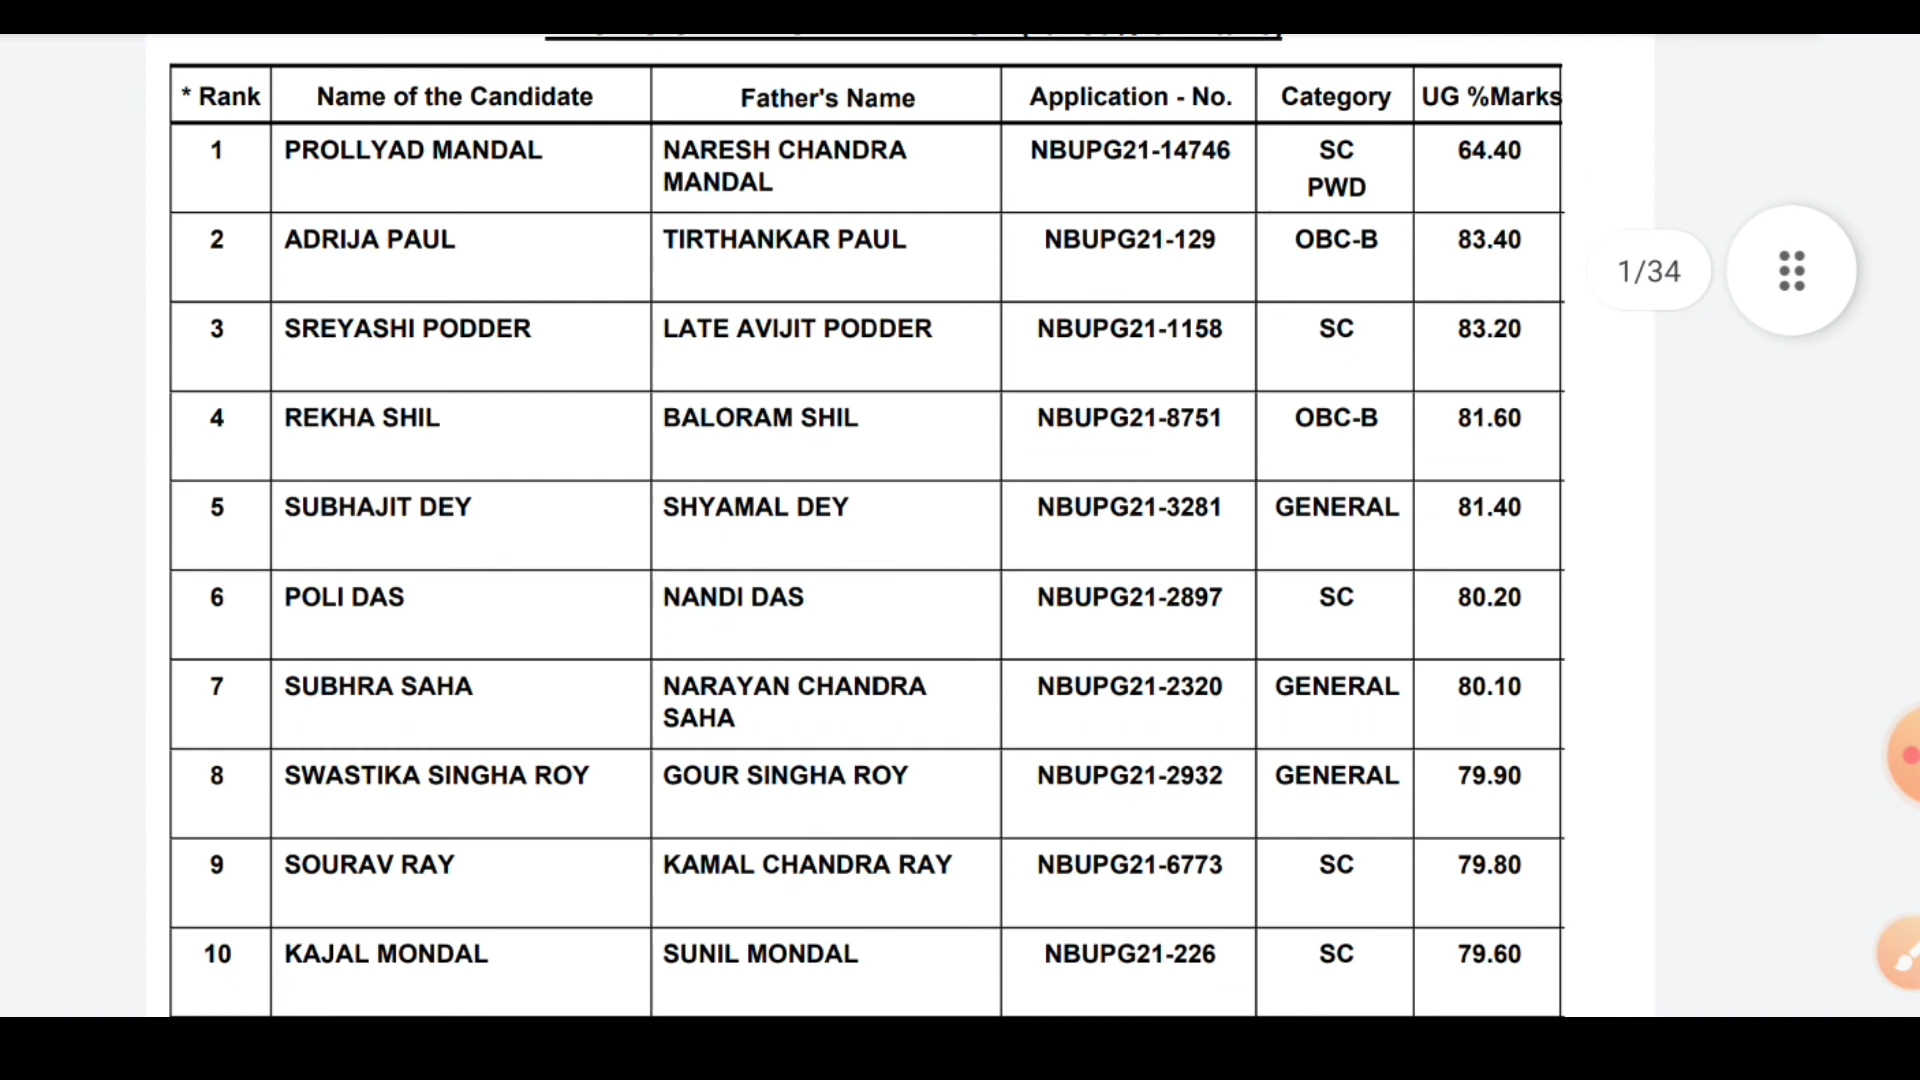 * Rank Name of the Candidate Father's Name Application - No. Category UG %Marks
1 PROLLYAD MANDAL NARESH CHANDRA MANDAL NBUPG21-14746 SC PWD 64.40
2 ADRIJA PAUL TIRTHANKAR PAUL NBUPG21-129 OBC-B 83.40
3 SREYASHI PODDER LATE AVIJIT PODDER NBUPG21-1158 SC 83.20
4 REKHA SHIL BALORAM SHIL NBUPG21-8751 OBC-B 81.60
5 SUBHAJIT DEY SHYAMAL DEY NBUPG21-3281 GENERAL 81.40
6 POLI DAS NANDI DAS NBUPG21-2897 SC 80.20
7 SUBHRA SAHA NARAYAN CHANDRA SAHA NBUPG21-2320 GENERAL 80.10
8 SWASTIKA SINGHA ROY GOUR SINGHA ROY NBUPG21-2932 GENERAL 79.90
9 SOURAV RAY KAMAL CHANDRA RAY NBUPG21-6773 SC 79.80
10 KAJAL MONDAL SUNIL MONDAL NBUPG21-226 SC 79.60
1/34